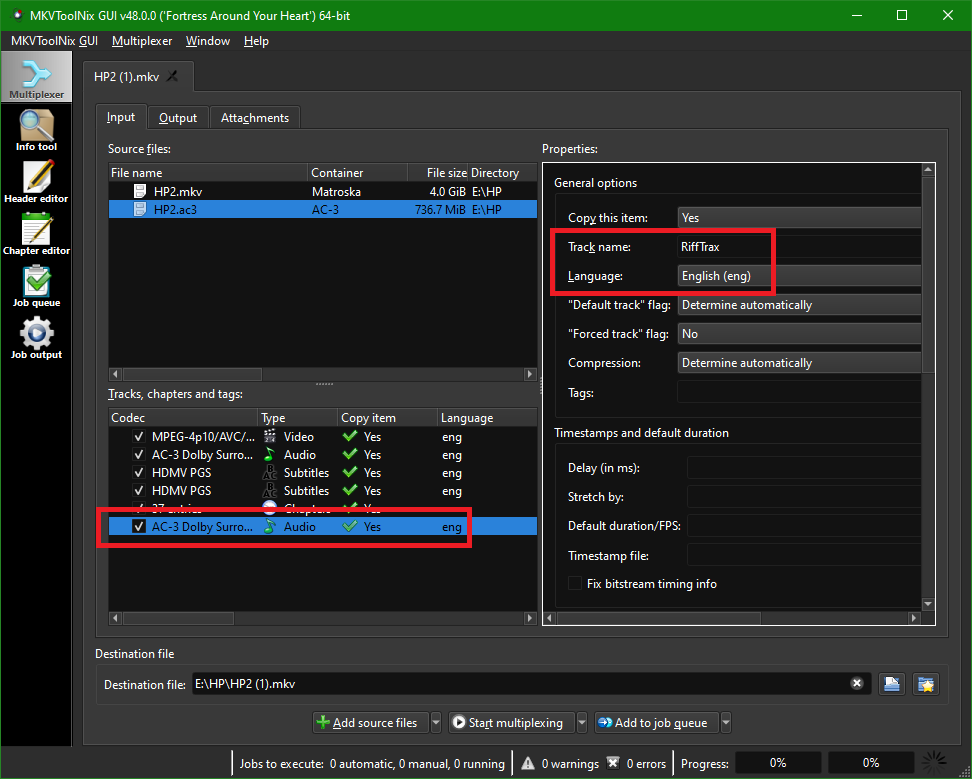 MKVToolNix GUI v48.0.0 ('Fortress Around Your Heart') 64-bit
MKVToolNix GUI Multiplexer Window Help
Multiplexer
Info tool
Header editor
Chapter editor
Job queue
Job output
HP2 (1).mkv
Input Output Attachments
Source files:
File name Container File size Directory
HP2.mkv Matroska 4.0 GiB E:\HP
HP2.ac3 AC-3 736.7 MiB E:\HP
Tracks, chapters and tags:
Codec Type Copy item Language
MPEG-4p10/AVC/... Video Yes eng
AC-3 Dolby Surro... Audio Yes eng
HDMV PGS Subtitles Yes eng
HDMV PGS Subtitles Yes eng
37 entries Chapters Yes
AC-3 Dolby Surro... Audio Yes eng
Properties:
General options
Copy this item: Yes
Track name: RiffTrax
Language: English (eng)
"Default track" flag: Determine automatically
"Forced track" flag: No
Compression: Determine automatically
Tags:
Timestamps and default duration
Delay (in ms):
Stretch by:
Default duration/FPS:
Timestamp file:
Fix bitstream timing info
Destination file
Destination file: E:\HP\HP2 (1).mkv
Add source files Start multiplexing Add to job queue
Jobs to execute: 0 automatic, 0 manual, 0 running 0 warnings 0 errors Progress: 0% 0%